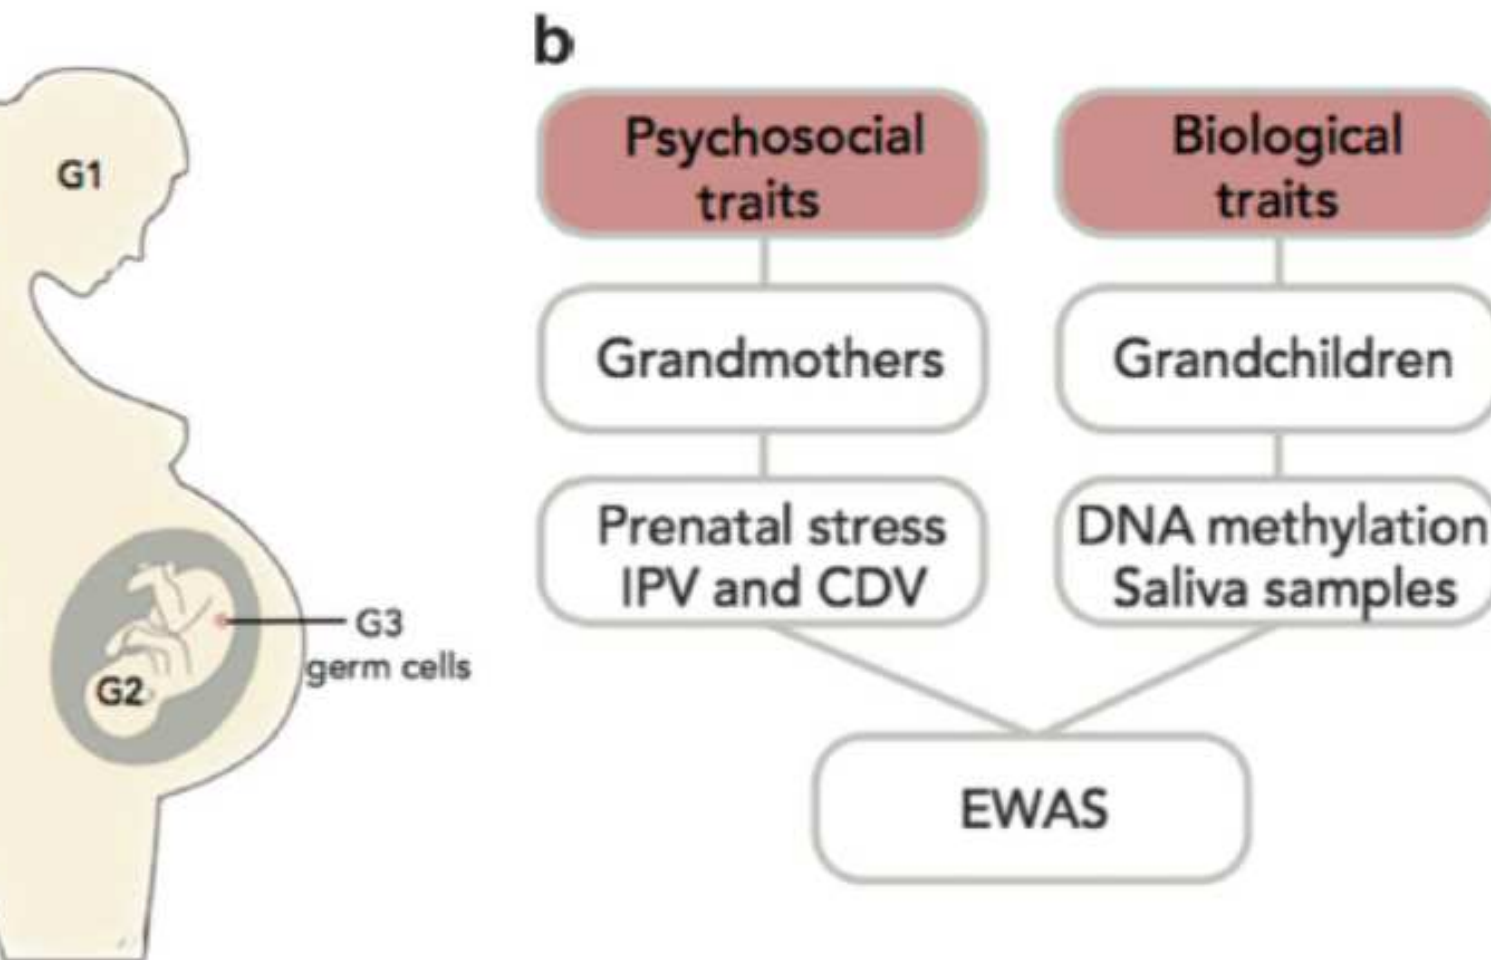 G1
G3
germ cells
G2
b
Psychosocial
traits
Grandmothers
Prenatal stress
IPV and CDV
Biological
traits
Grandchildren
DNA methylation
Saliva samples
EWAS